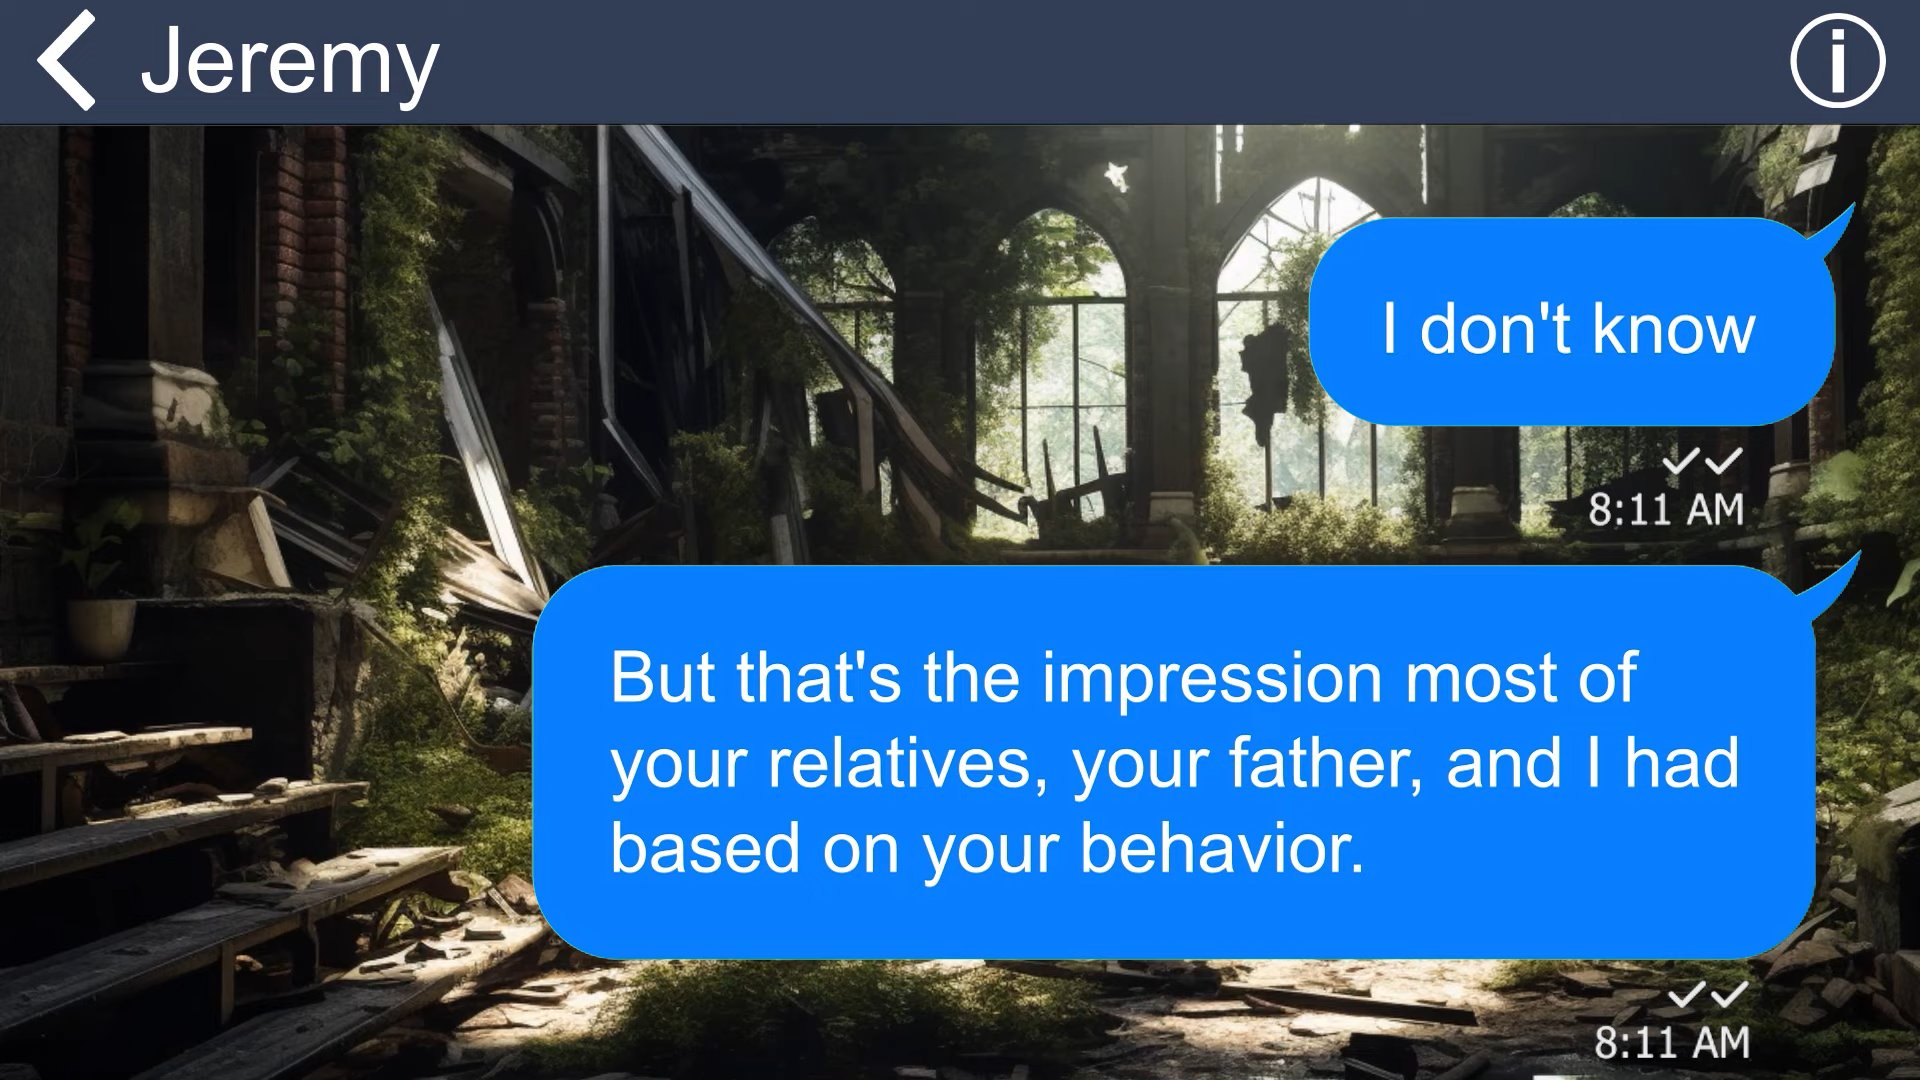 Jeremy
I don't know
8:11 AM
But that's the impression most of
your relatives, your father, and I had
based on your behavior.
8:11 AM